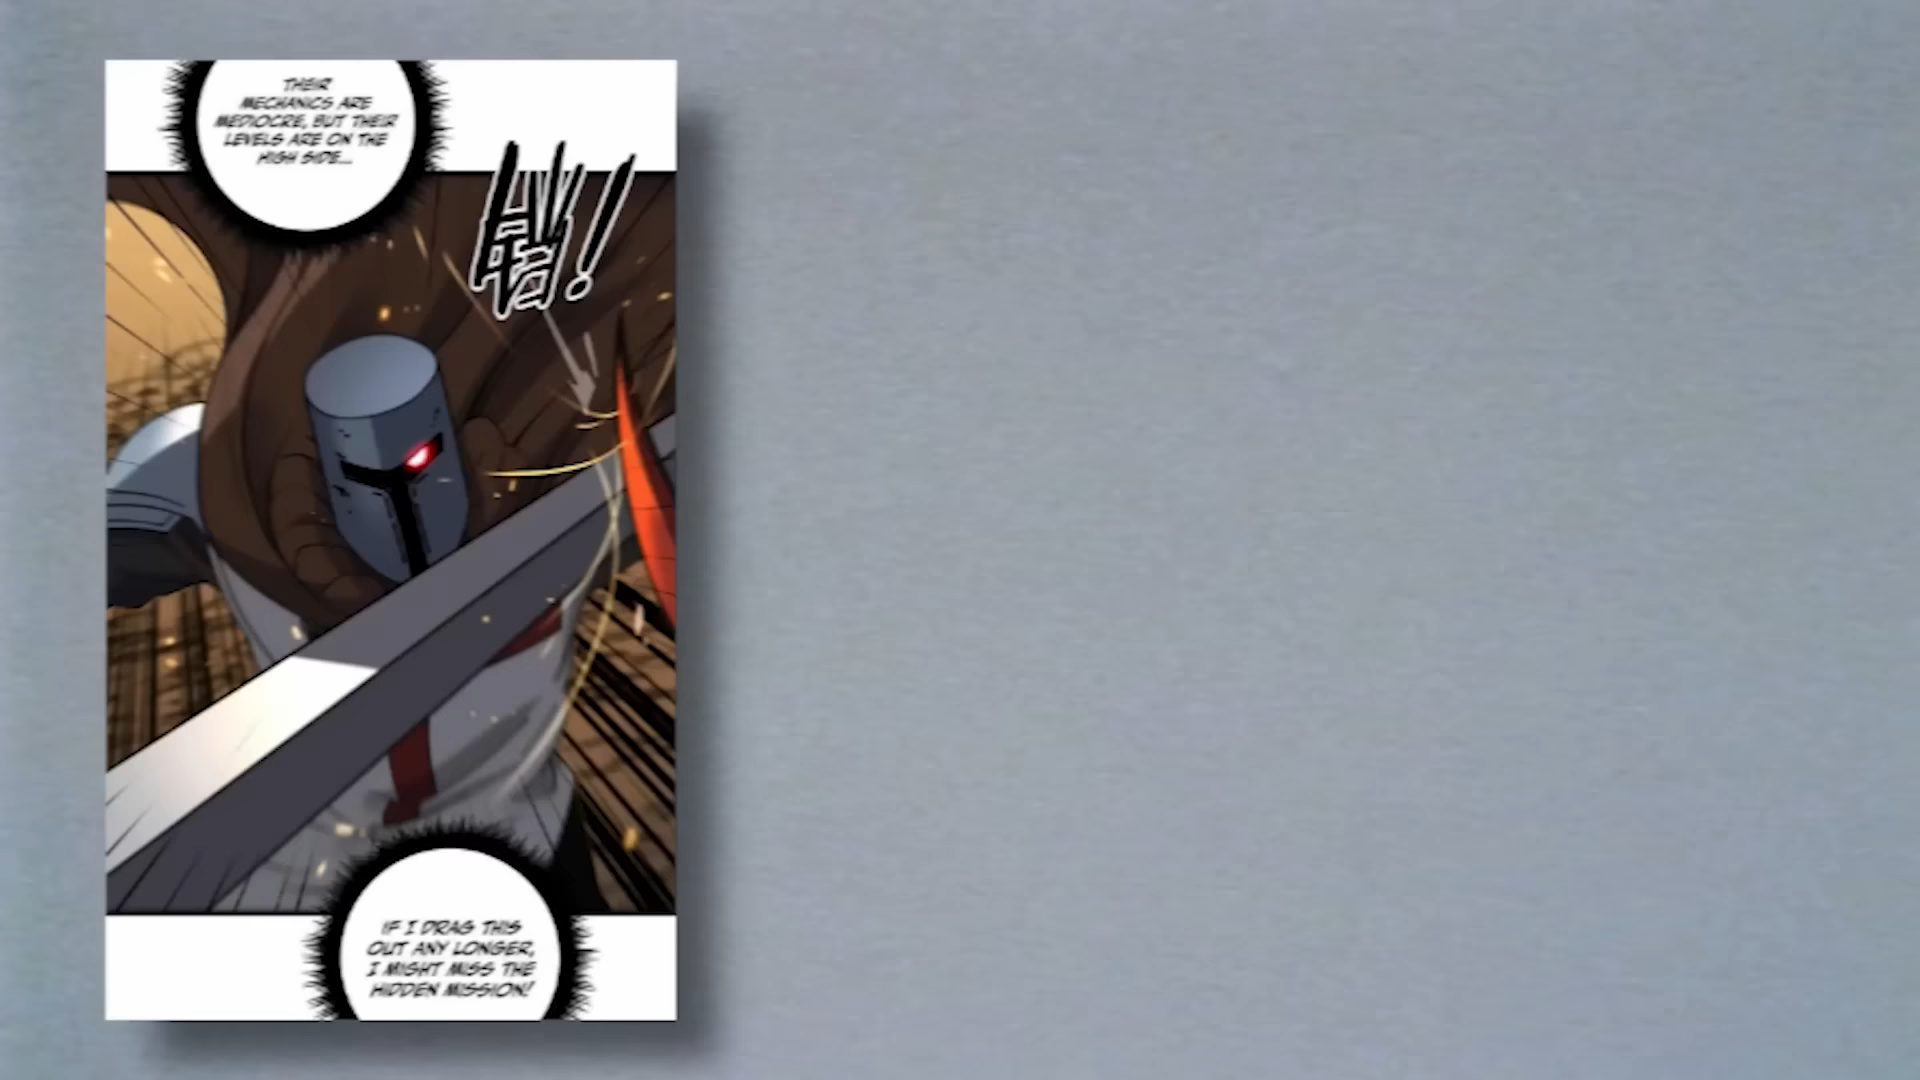 THEIR
MECHANICS ARE
MEDIOCRE, BUT THEIR
LEVELS ARE ON THE
HIGH SIDE...
IF I DRAG THIS
OUT ANY LONGER,
I MIGHT MISS THE
HIDDEN MISSION!